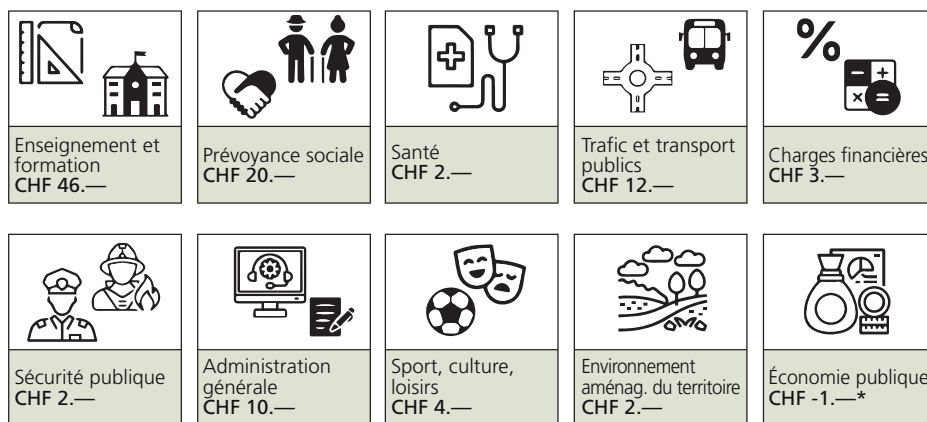 %
Enseignement et
formation
CHF 46.—
Prévoyance sociale
CHF 20.—
Santé
CHF 2.—
Trafic et transport
publics
CHF 12.—
Charges financières
CHF 3.—
Sécurité publique
CHF 2.—
Administration
générale
CHF 10.—
Sport, culture,
loisirs
CHF 4.—
Environnement
aménag. du territoire
CHF 2.—
Économie publique
CHF -1.—*